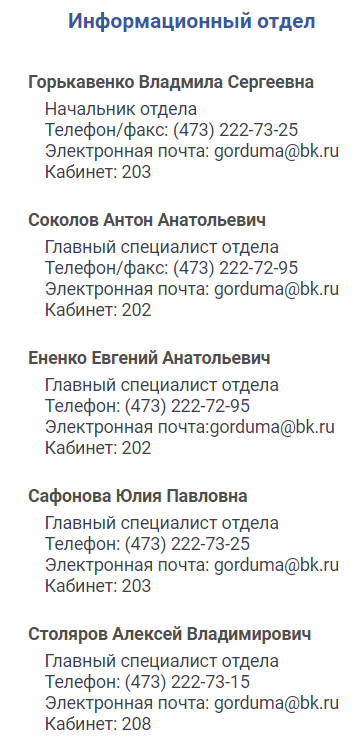 Информационный отдел
Горькавенко Владмила Сергеевна
Начальник отдела
Телефон/факс: (473) 222-73-25
Электронная почта: gorduma@bk.ru
Кабинет: 203
Соколов Антон Анатольевич
Главный специалист отдела
Телефон/факс: (473) 222-72-95
Электронная почта: gorduma@bk.ru
Кабинет: 202
Ененко Евгений Анатольевич
Главный специалист отдела
Телефон: (473) 222-72-95
Электронная почта:gorduma@bk.ru
Кабинет: 202
Сафонова Юлия Павловна
Главный специалист отдела
Телефон: (473) 222-73-25
Электронная почта: gorduma@bk.ru
Кабинет: 203
Столяров Алексей Владимирович
Главный специалист отдела
Телефон: (473) 222-73-15
Электронная почта: gorduma@bk.ru
Кабинет: 208